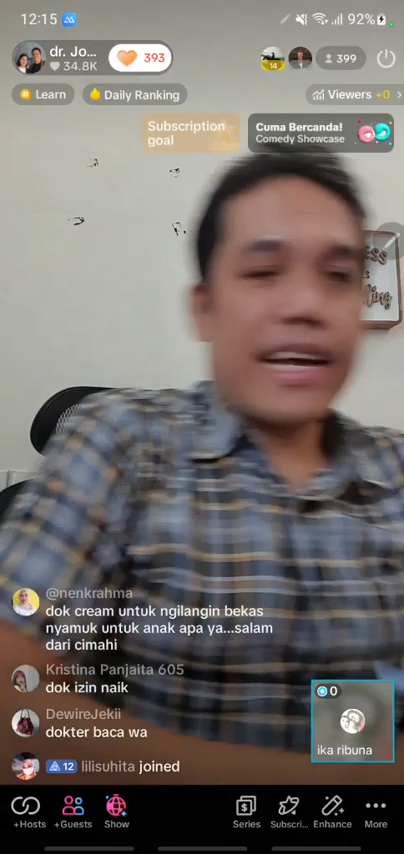 12:15
92%
dr. Jo...
34.8K
393
14
399
Learn
Daily Ranking
Viewers +0
Subscription
goal
Cuma Bercanda!
Comedy Showcase
@nenkrahma
dok cream untuk ngilangin bekas
nyamuk untuk anak apa ya...salam
dari cimahi
Kristina Panjaita 605
dok izin naik
DewireJekii
dokter baca wa
12 lilisuhita joined
0
ika ribuna
+Hosts
+Guests
Show
Series
Subscri...
Enhance
More